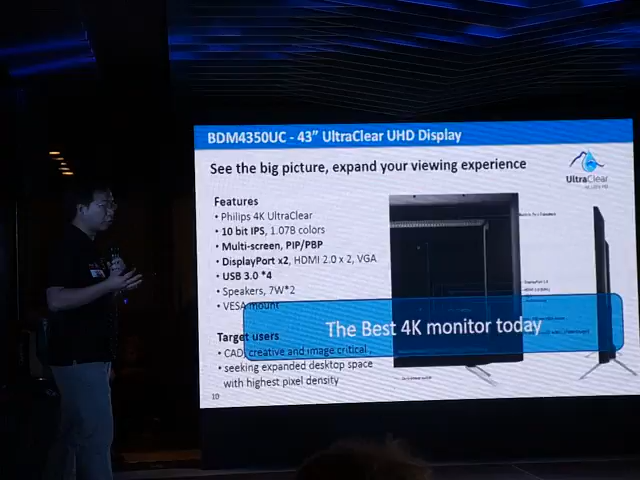 BDM4350UC - 43" UltraClear UHD Display
See the big picture, expand your viewing experience
UltraClear
Features
• Philips 4K UltraClear
• 10 bit IPS, 1.07B colors
• Multi-screen, PIP/PBP
• DisplayPort x2, HDMI 2.0 x 2, VGA
• USB 3.0 *4
• Speakers, 7W*2
• VESA mount
The Best 4K monitor today
Target users
• CAD, creative and image critical
• seeking expanded desktop space
with highest pixel density
10